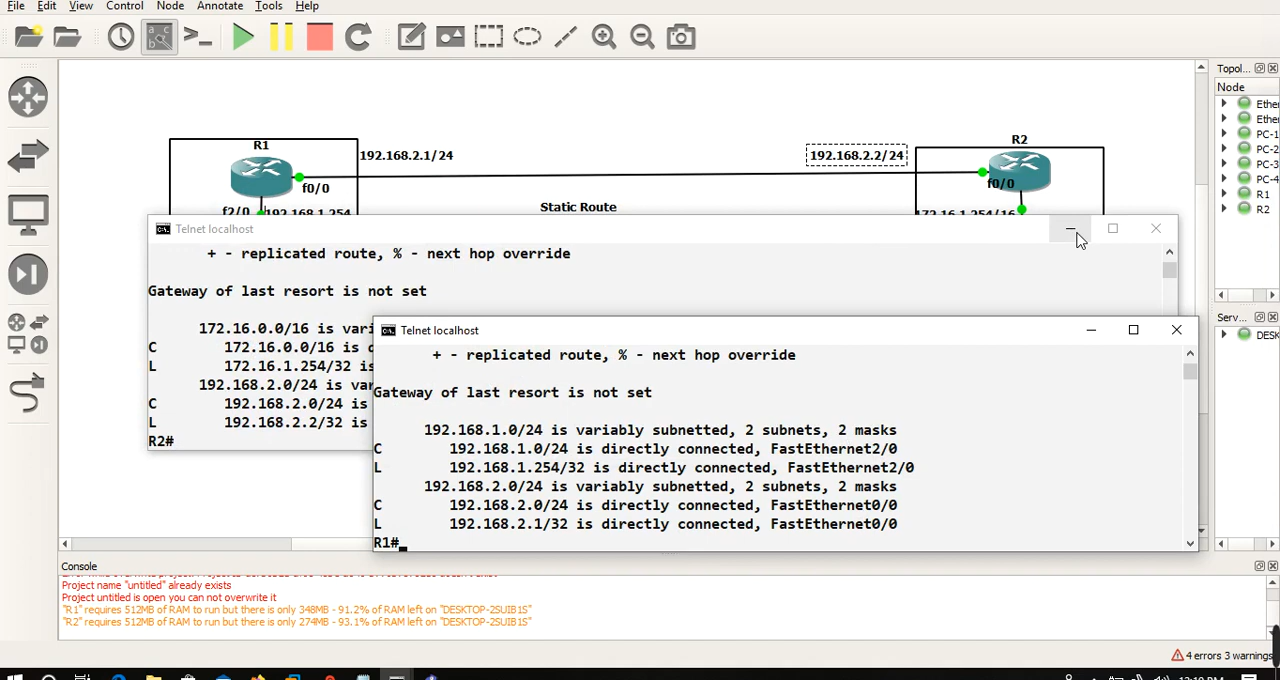 File Edit View Control Node Annotate Tools Help
R1
192.168.2.1/24
f0/0
f2/0
192.168.1.254
Static Route
192.168.2.2/24
R2
f0/0
172.16.1.254/16
Topol...
Node
Ether
Ether
PC-1
PC-2
PC-3
PC-4
R1
R2
Serv...
DESK
Telnet localhost
+ - replicated route, % - next hop override
Gateway of last resort is not set
172.16.0.0/16 is vari
C 172.16.0.0/16 is d
L 172.16.1.254/32 is
192.168.2.0/24 is var
C 192.168.2.0/24 is
L 192.168.2.2/32 is
R2#
Telnet localhost
+ - replicated route, % - next hop override
Gateway of last resort is not set
192.168.1.0/24 is variably subnetted, 2 subnets, 2 masks
C 192.168.1.0/24 is directly connected, FastEthernet2/0
L 192.168.1.254/32 is directly connected, FastEthernet2/0
192.168.2.0/24 is variably subnetted, 2 subnets, 2 masks
C 192.168.2.0/24 is directly connected, FastEthernet0/0
L 192.168.2.1/32 is directly connected, FastEthernet0/0
R1#
Console
Project name "untitled" already exists
Project untitled is open you can not overwrite it
"R1" requires 512MB of RAM to run but there is only 348MB - 91.2% of RAM left on "DESKTOP-2SUIB1S"
"R2" requires 512MB of RAM to run but there is only 274MB - 93.1% of RAM left on "DESKTOP-2SUIB1S"
4 errors 3 warnings